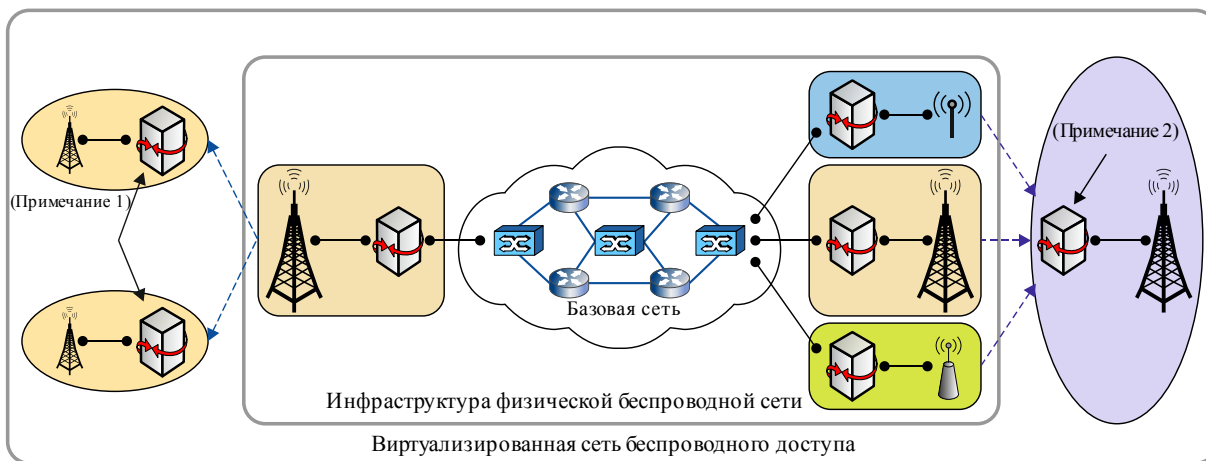 (Примечание 2)
(Примечание 1)
Базовая сеть
Инфраструктура физической беспроводной сети
Виртуализированная сеть беспроводного доступа